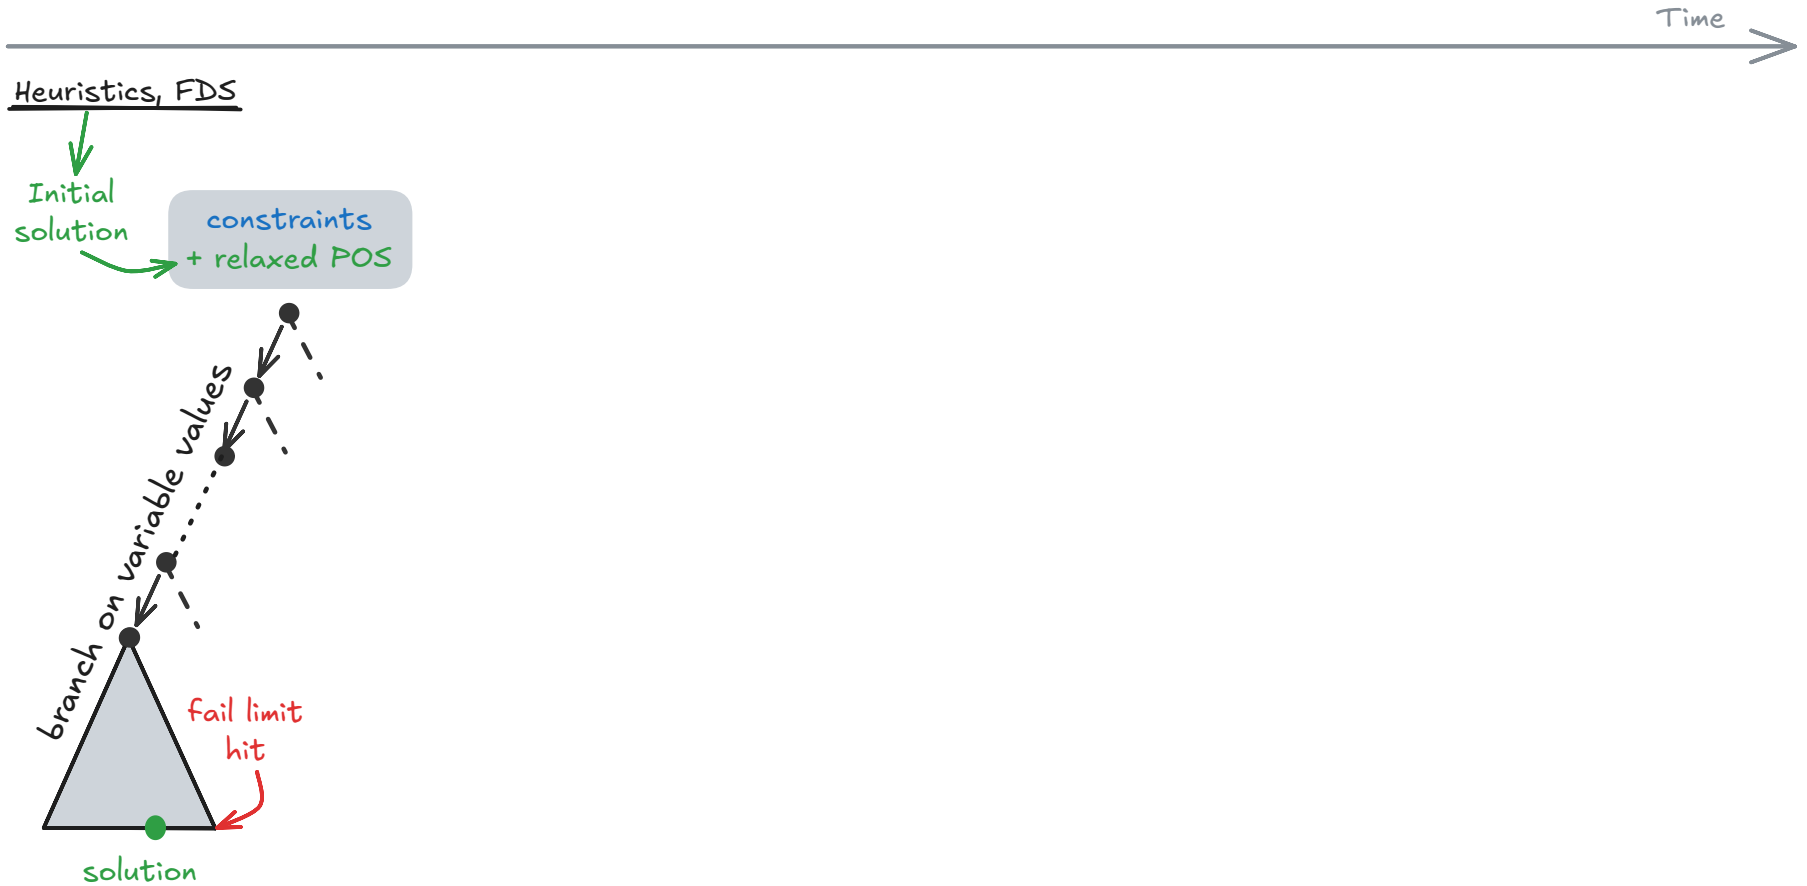 Time
Heuristics, FDS
Initial
solution
constraints
+ relaxed POS
branch on variable values
fail limit
hit
solution